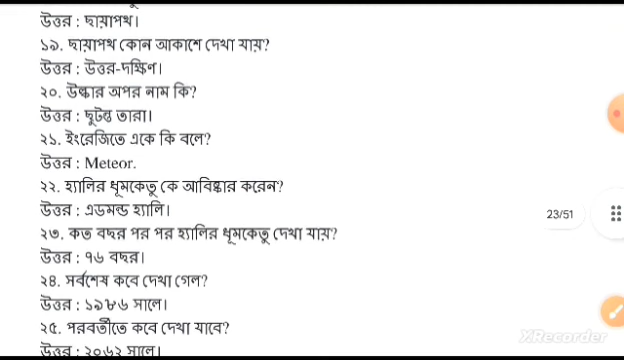 উত্তর : ছায়াপথ।
১৯. ছায়াপথ কোন আকাশে দেখা যায়?
উত্তর : উত্তর-দক্ষিণ।
২০. উল্কার অপর নাম কি?
উত্তর : ছুটন্ত তারা।
২১. ইংরেজিতে একে কি বলে?
উত্তর : Meteor.
২২. হ্যালির ধূমকেতু কে আবিষ্কার করেন?
উত্তর : এডমন্ড হ্যালি।
২৩. কত বছর পর পর হ্যালির ধূমকেতু দেখা যায়?
উত্তর : ৭৬ বছর।
২৪. সর্বশেষ কবে দেখা গেল?
উত্তর : ১৯৮৬ সালে।
২৫. পরবর্তীতে কবে দেখা যাবে?
উত্তর : ২০৬২ সালে।
23/51
XRecorder